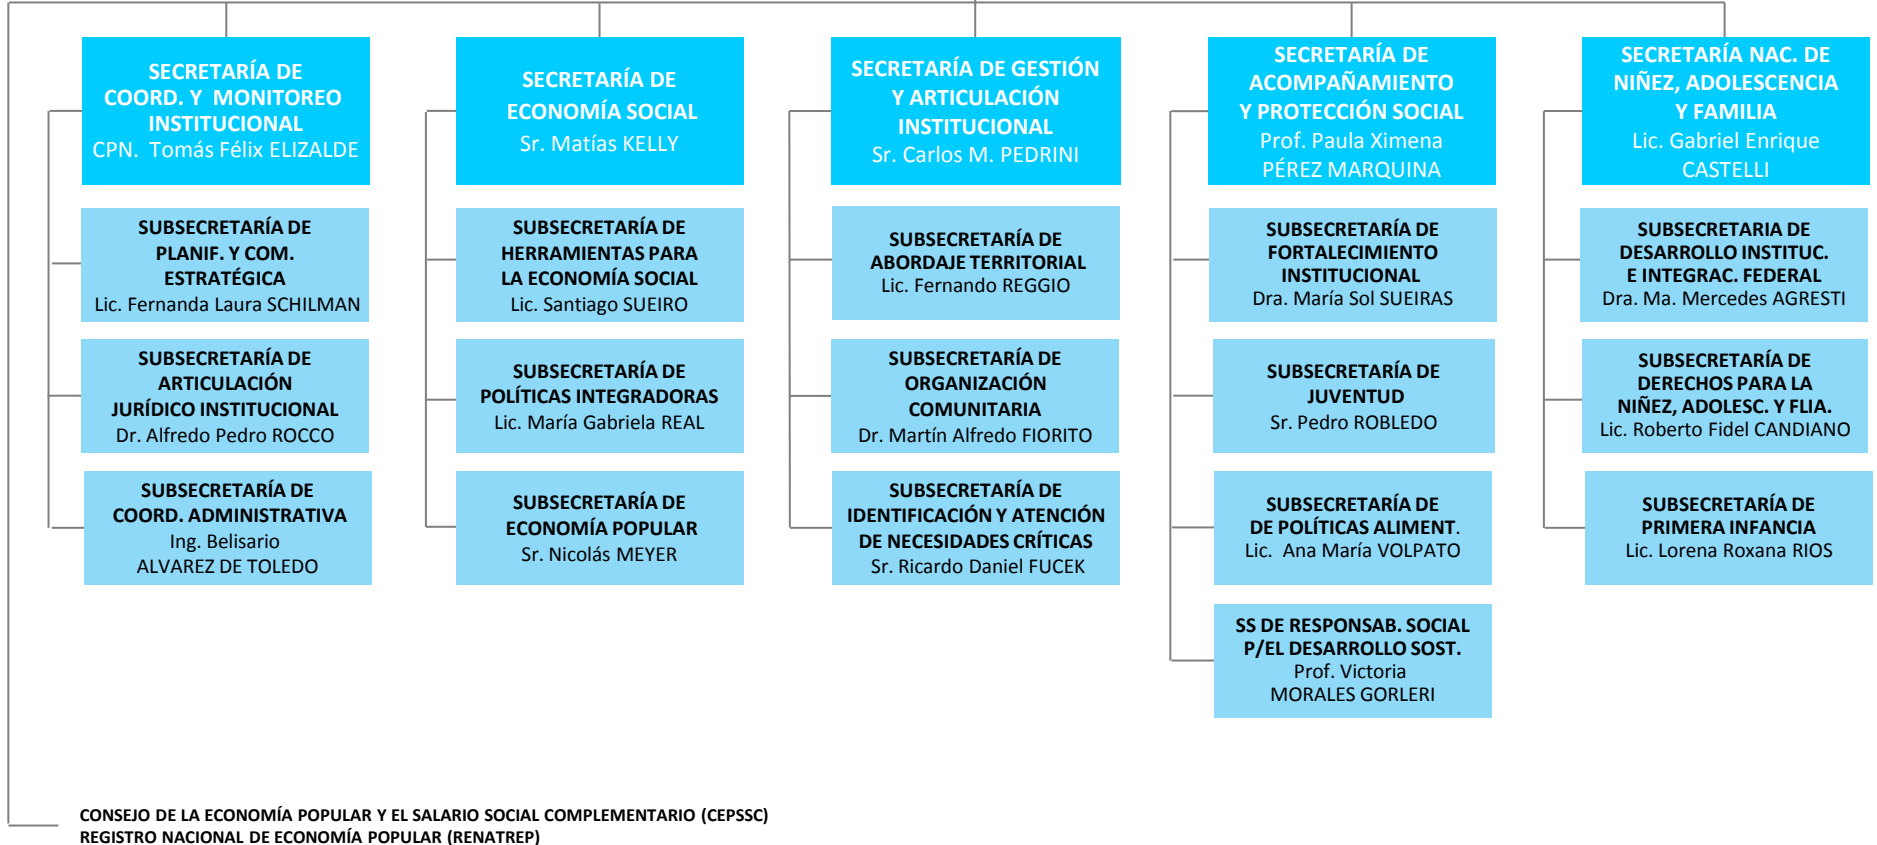 SECRETARÍA DE
COORD. Y MONITOREO
INSTITUCIONAL
CPN. Tomás Félix ELIZALDE
SUBSECRETARÍA DE
PLANIF. Y COM.
ESTRATÉGICA
Lic. Fernanda Laura SCHILMAN
SUBSECRETARÍA DE
ARTICULACIÓN
JURÍDICO INSTITUCIONAL
Dr. Alfredo Pedro ROCCO
SUBSECRETARÍA DE
COORD. ADMINISTRATIVA
Ing. Belisario
ALVAREZ DE TOLEDO
SECRETARÍA DE
ECONOMÍA SOCIAL
Sr. Matías KELLY
SUBSECRETARÍA DE
HERRAMIENTAS PARA
LA ECONOMÍA SOCIAL
Lic. Santiago SUEIRO
SUBSECRETARÍA DE
POLÍTICAS INTEGRADORAS
Lic. María Gabriela REAL
SUBSECRETARÍA DE
ECONOMÍA POPULAR
Sr. Nicolás MEYER
SECRETARÍA DE GESTIÓN
Y ARTICULACIÓN
INSTITUCIONAL
Sr. Carlos M. PEDRINI
SUBSECRETARÍA DE
ABORDAJE TERRITORIAL
Lic. Fernando REGGIO
SUBSECRETARÍA DE
ORGANIZACIÓN
COMUNITARIA
Dr. Martín Alfredo FIORITO
SUBSECRETARÍA DE
IDENTIFICACIÓN Y ATENCIÓN
DE NECESIDADES CRÍTICAS
Sr. Ricardo Daniel FUCEK
SECRETARÍA DE
ACOMPAÑAMIENTO
Y PROTECCIÓN SOCIAL
Prof. Paula Ximena
PÉREZ MARQUINA
SUBSECRETARÍA DE
FORTALECIMIENTO
INSTITUCIONAL
Dra. María Sol SUEIRAS
SUBSECRETARÍA DE
JUVENTUD
Sr. Pedro ROBLEDO
SUBSECRETARÍA DE
DE POLÍTICAS ALIMENT.
Lic. Ana María VOLPATO
SS DE RESPONSAB. SOCIAL
P/EL DESARROLLO SOST.
Prof. Victoria
MORALES GORLERI
SECRETARÍA NAC. DE
NIÑEZ, ADOLESCENCIA
Y FAMILIA
Lic. Gabriel Enrique
CASTELLI
SUBSECRETARIA DE
DESARROLLO INSTITUC.
E INTEGRAC. FEDERAL
Dra. Ma. Mercedes AGRESTI
SUBSECRETARÍA DE
DERECHOS PARA LA
NIÑEZ, ADOLESC. Y FLIA.
Lic. Roberto Fidel CANDIANO
SUBSECRETARÍA DE
PRIMERA INFANCIA
Lic. Lorena Roxana RIOS
CONSEJO DE LA ECONOMÍA POPULAR Y EL SALARIO SOCIAL COMPLEMENTARIO (CEPSSC)
REGISTRO NACIONAL DE ECONOMÍA POPULAR (RENATREP)